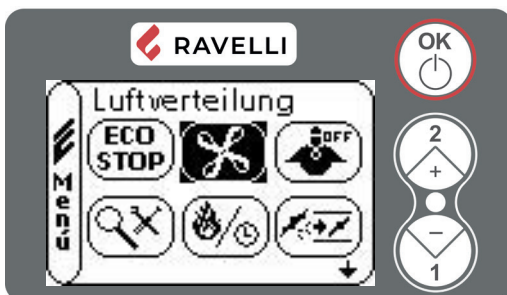 RAVELLI
OK
Luftverteilung
ECO
STOP
OFF
Menú
2
+
−
1